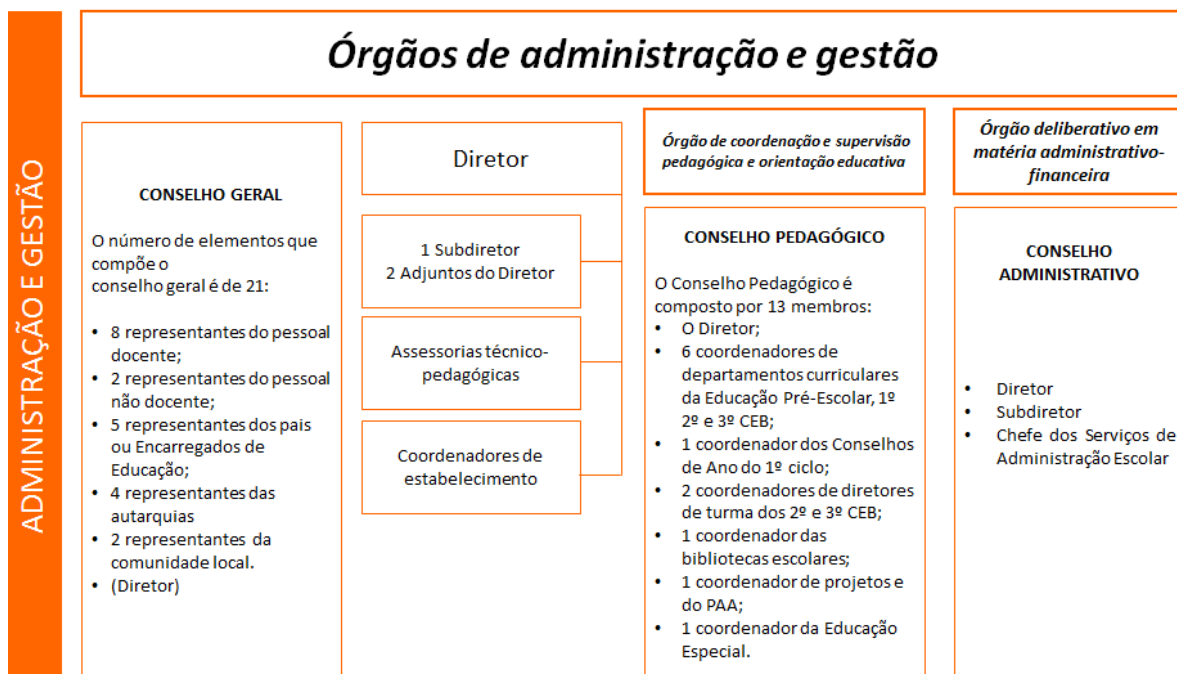 ADMINISTRAÇÃO E GESTÃO
Órgãos de administração e gestão
CONSELHO GERAL
O número de elementos que
compõe o
conselho geral é de 21:
• 8 representantes do pessoal
docente;
• 2 representantes do pessoal
não docente;
• 5 representantes dos pais
ou Encarregados de
Educação;
• 4 representantes das
autarquias
• 2 representantes da
comunidade local.
• (Diretor)
Diretor
1 Subdiretor
2 Adjuntos do Diretor
Assessorias técnico-
pedagógicas
Coordenadores de
estabelecimento
Órgão de coordenação e supervisão
pedagógica e orientação educativa
CONSELHO PEDAGÓGICO
O Conselho Pedagógico é
composto por 13 membros:
• O Diretor;
• 6 coordenadores de
departamentos curriculares
da Educação Pré-Escolar, 1º
2º e 3º CEB;
• 1 coordenador dos Conselhos
de Ano do 1º ciclo;
• 2 coordenadores de diretores
de turma dos 2º e 3º CEB;
• 1 coordenador das
bibliotecas escolares;
• 1 coordenador de projetos e
do PAA;
• 1 coordenador da Educação
Especial.
Órgão deliberativo em
matéria administrativo-
financeira
CONSELHO
ADMINISTRATIVO
• Diretor
• Subdiretor
• Chefe dos Serviços de
Administração Escolar